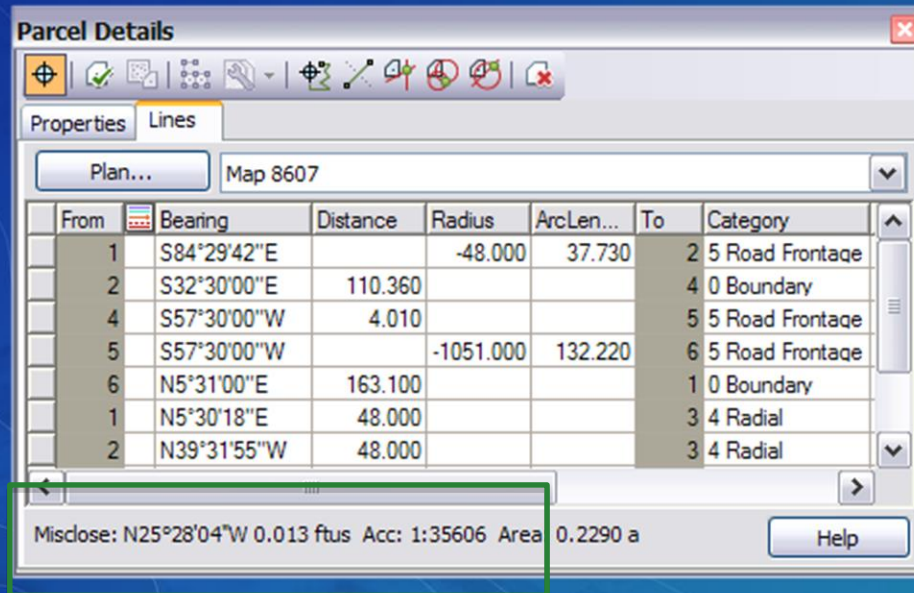 Parcel Details
Properties Lines
Plan... Map 8607
From Bearing Distance Radius ArcLen... To Category
1 S84°29'42"E -48.000 37.730 2 5 Road Frontage
2 S32°30'00"E 110.360 4 0 Boundary
4 S57°30'00"W 4.010 5 5 Road Frontage
5 S57°30'00"W -1051.000 132.220 6 5 Road Frontage
6 N5°31'00"E 163.100 1 0 Boundary
1 N5°30'18"E 48.000 3 4 Radial
2 N39°31'55"W 48.000 3 4 Radial
Misclose: N25°28'04"W 0.013 ftus Acc: 1:35606 Area 0.2290 a
Help